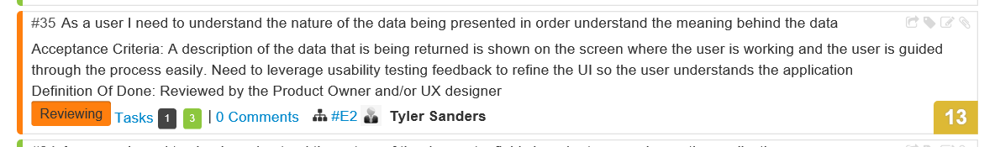 #35 As a user I need to understand the nature of the data being presented in order understand the meaning behind the data
Acceptance Criteria: A description of the data that is being returned is shown on the screen where the user is working and the user is guided
through the process easily. Need to leverage usability testing feedback to refine the UI so the user understands the application
Definition Of Done: Reviewed by the Product Owner and/or UX designer
Reviewing Tasks 1 3 | 0 Comments #E2 Tyler Sanders 13